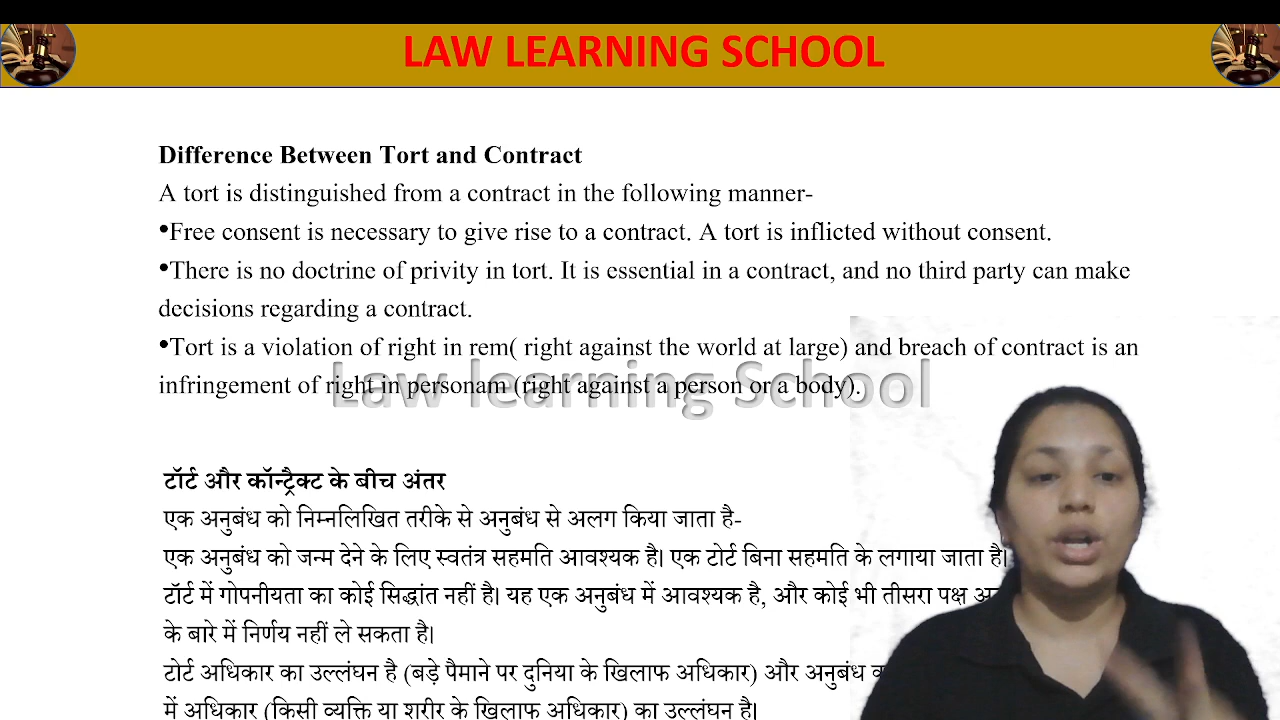 LAW LEARNING SCHOOL
Difference Between Tort and Contract
A tort is distinguished from a contract in the following manner-
•Free consent is necessary to give rise to a contract. A tort is inflicted without consent.
•There is no doctrine of privity in tort. It is essential in a contract, and no third party can make
decisions regarding a contract.
•Tort is a violation of right in rem( right against the world at large) and breach of contract is an
infringement of right in personam (right against a person or a body).
Law learning School
टॉर्ट और कॉन्ट्रैक्ट के बीच अंतर
एक अनुबंध को निम्नलिखित तरीके से अनुबंध से अलग किया जाता है-
एक अनुबंध को जन्म देने के लिए स्वतंत्र सहमति आवश्यक है। एक टोर्ट बिना सहमति के लगाया जाता है।
टॉर्ट में गोपनीयता का कोई सिद्धांत नहीं है। यह एक अनुबंध में आवश्यक है, और कोई भी तीसरा पक्ष
के बारे में निर्णय नहीं ले सकता है।
टोर्ट अधिकार का उल्लंघन है (बड़े पैमाने पर दुनिया के खिलाफ अधिकार) और अनुबंध
में अधिकार (किसी व्यक्ति या शरीर के खिलाफ अधिकार) का उल्लंघन है।